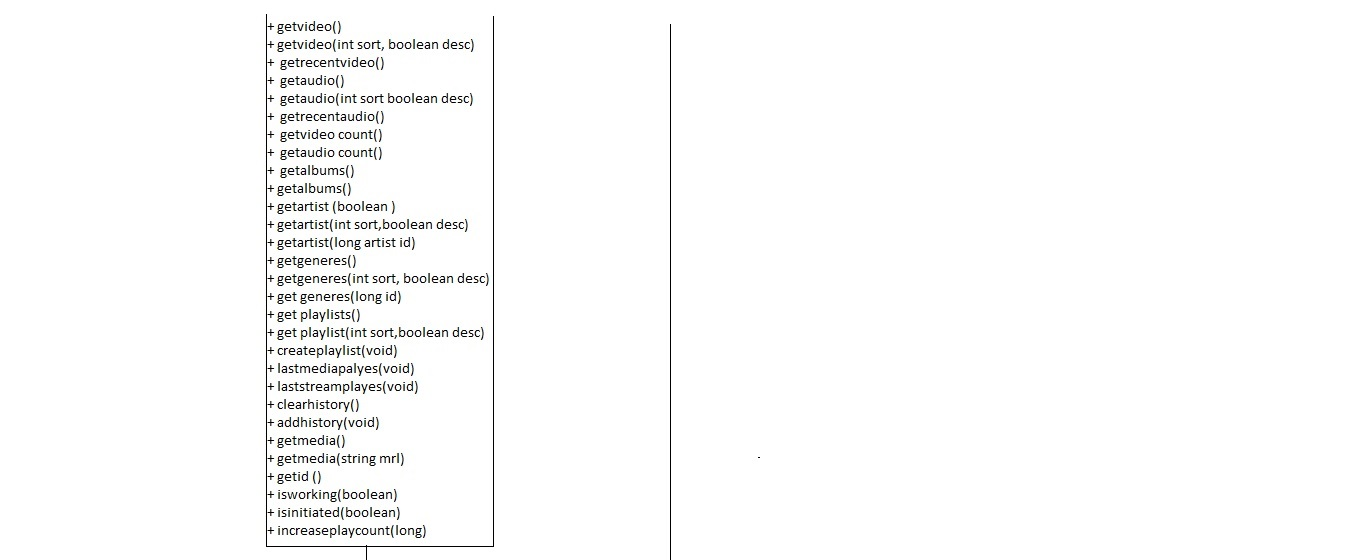 + getvideo()
+ getvideo(int sort, boolean desc)
+ getrecentvideo()
+ getaudio()
+ getaudio(int sort boolean desc)
+ getrecentaudio()
+ getvideo count()
+ getaudio count()
+ getalbums()
+ getalbums()
+ getartist (boolean )
+ getartist(int sort,boolean desc)
+ getartist(long artist id)
+ getgeneres()
+ getgeneres(int sort, boolean desc)
+ get generes(long id)
+ get playlists()
+ get playlist(int sort,boolean desc)
+ createplaylist(void)
+ lastmediapalyes(void)
+ laststreamplayes(void)
+ clearhistory()
+ addhistory(void)
+ getmedia()
+ getmedia(string mrl)
+ getid ()
+ isworking(boolean)
+ isinitiated(boolean)
+ increaseplaycount(long)